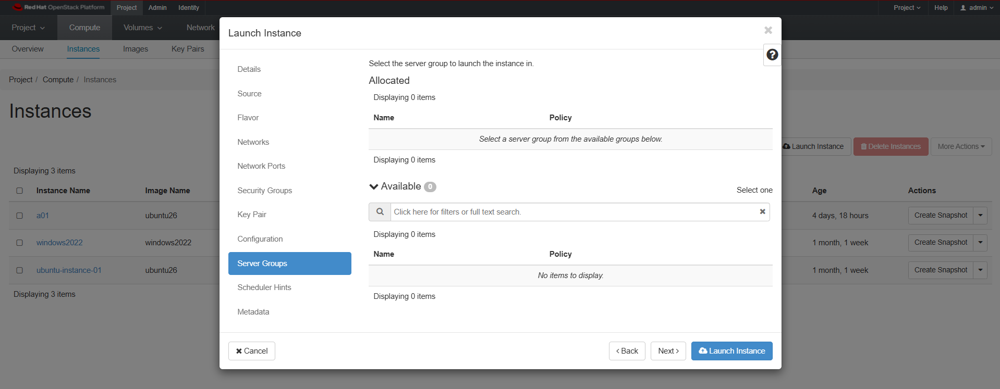 Red Hat OpenStack Platform Project Admin Identity Project Help admin
Project Compute Volumes Network
Overview Instances Images Key Pairs
Project / Compute / Instances
Instances
Launch Instance Delete Instances More Actions
Displaying 3 items
Instance Name Image Name Age Actions
a01 ubuntu26 4 days, 18 hours Create Snapshot
windows2022 windows2022 1 month, 1 week Create Snapshot
ubuntu-instance-01 ubuntu26 1 month, 1 week Create Snapshot
Displaying 3 items
Launch Instance
Details
Source
Flavor
Networks
Network Ports
Security Groups
Key Pair
Configuration
Server Groups
Scheduler Hints
Metadata
Select the server group to launch the instance in.
Allocated
Displaying 0 items
Name Policy
Select a server group from the available groups below.
Displaying 0 items
Available 0
Select one
Click here for filters or full text search.
Displaying 0 items
Name Policy
No items to display.
Displaying 0 items
Cancel < Back Next > Launch Instance